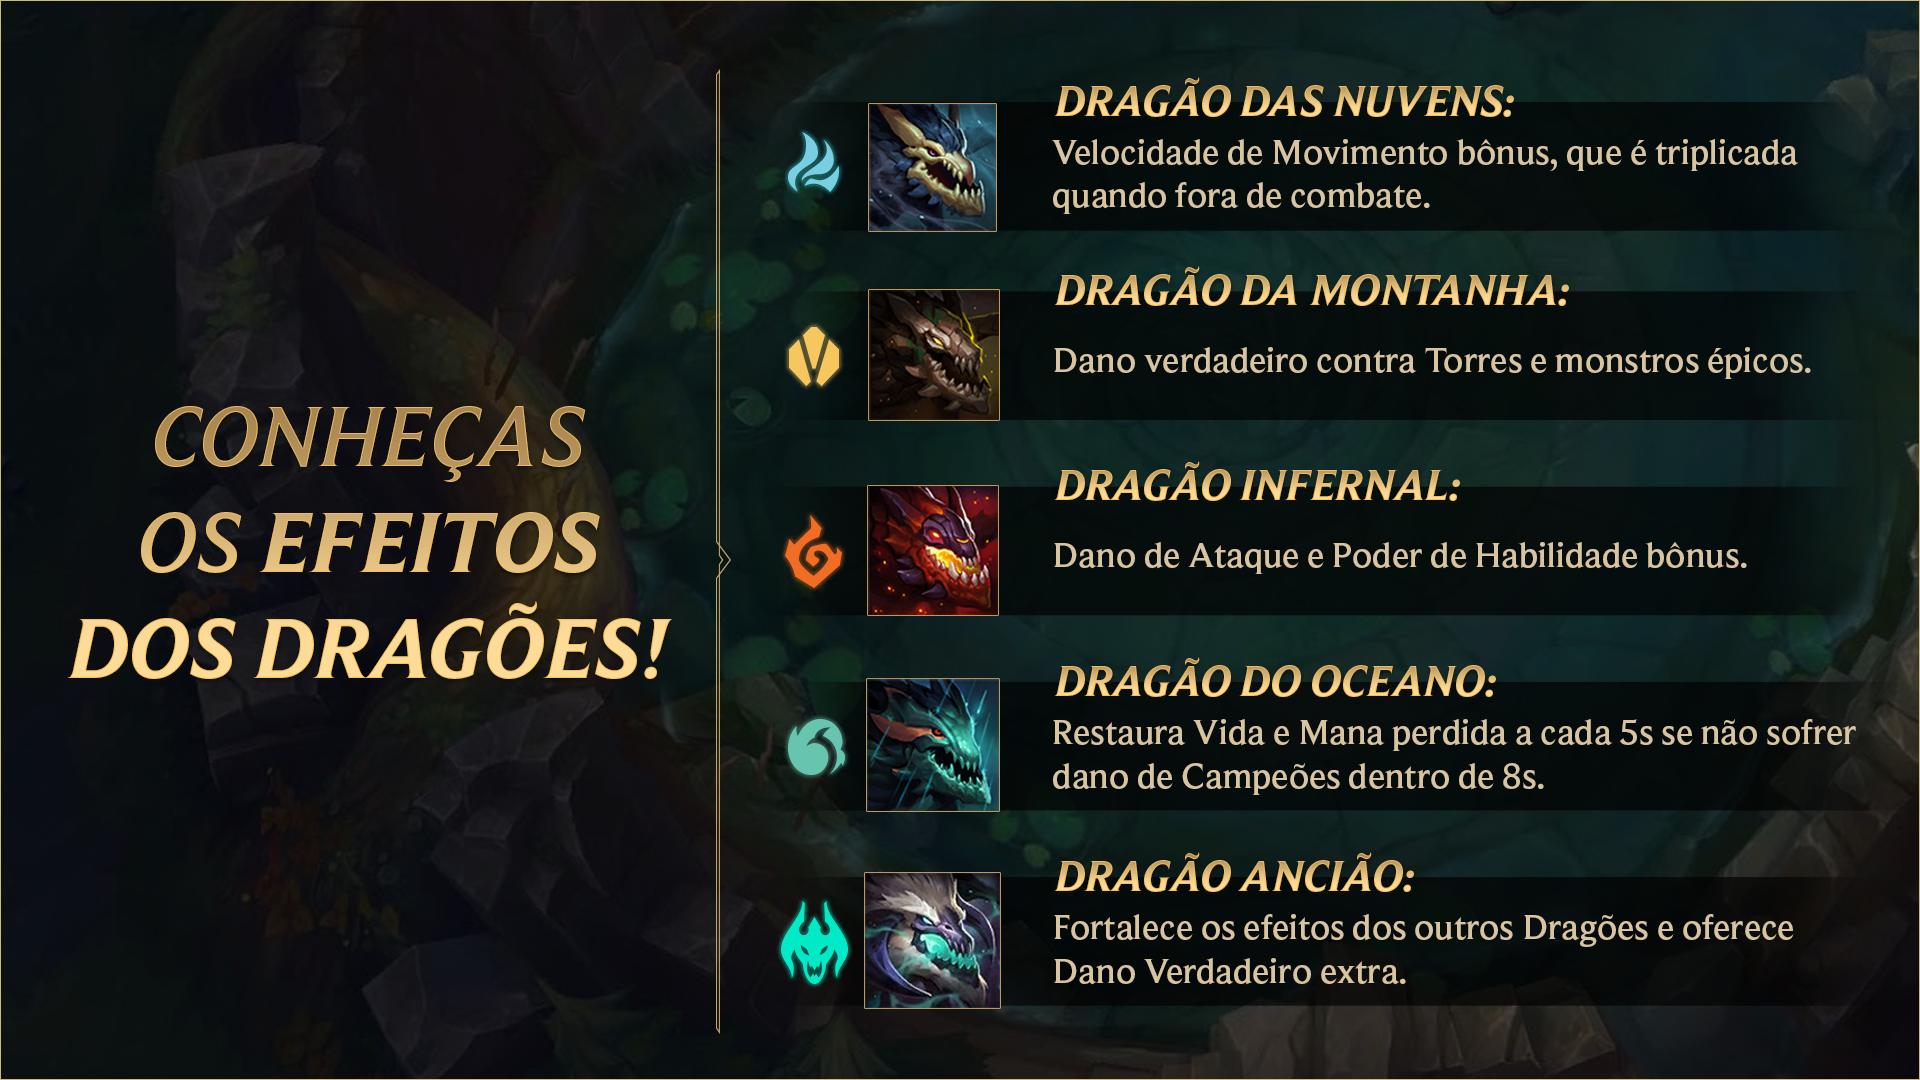 CONHEÇAS
OS EFEITOS
DOS DRAGÕES!
DRAGÃO DAS NUVENS:
Velocidade de Movimento bônus, que é triplicada
quando fora de combate.
DRAGÃO DA MONTANHA:
Dano verdadeiro contra Torres e monstros épicos.
DRAGÃO INFERNAL:
Dano de Ataque e Poder de Habilidade bônus.
DRAGÃO DO OCEANO:
Restaura Vida e Mana perdida a cada 5s se não sofrer
dano de Campeões dentro de 8s.
DRAGÃO ANCIÃO:
Fortalece os efeitos dos outros Dragões e oferece
Dano Verdadeiro extra.